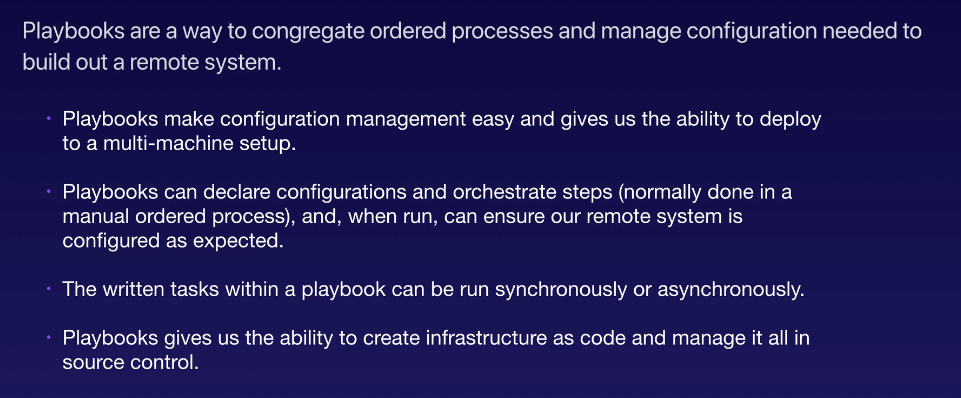 Playbooks are a way to congregate ordered processes and manage configuration needed to
build out a remote system.
• Playbooks make configuration management easy and gives us the ability to deploy
to a multi-machine setup.
• Playbooks can declare configurations and orchestrate steps (normally done in a
manual ordered process), and, when run, can ensure our remote system is
configured as expected.
• The written tasks within a playbook can be run synchronously or asynchronously.
• Playbooks gives us the ability to create infrastructure as code and manage it all in
source control.